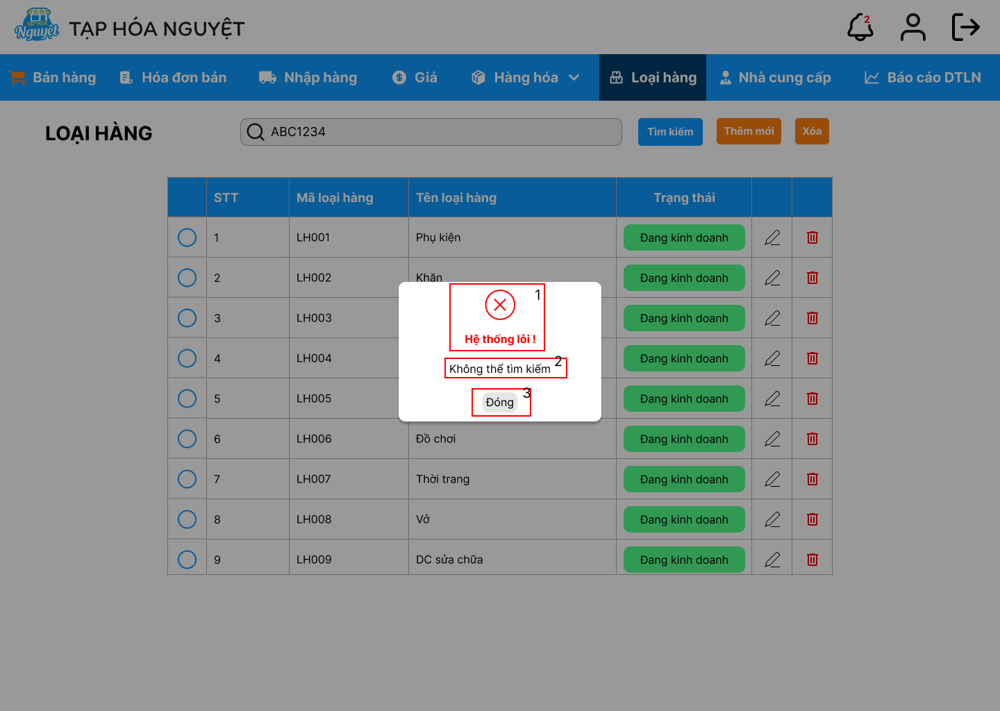 TẠP HÓA
Nguyệt
TẠP HÓA NGUYỆT
2
Bán hàng
Hóa đơn bán
Nhập hàng
Giá
Hàng hóa
Loại hàng
Nhà cung cấp
Báo cáo DTLN
LOẠI HÀNG
ABC1234
Tìm kiếm
Thêm mới
Xóa
STT Mã loại hàng Tên loại hàng Trạng thái
1 LH001 Phụ kiện Đang kinh doanh
2 LH002 Khăn Đang kinh doanh
3 LH003 Đang kinh doanh
4 LH004 Đang kinh doanh
5 LH005 Đang kinh doanh
6 LH006 Đồ chơi Đang kinh doanh
7 LH007 Thời trang Đang kinh doanh
8 LH008 Vở Đang kinh doanh
9 LH009 DC sửa chữa Đang kinh doanh
1
Hệ thống lỗi !
Không thể tìm kiếm 2
Đóng 3